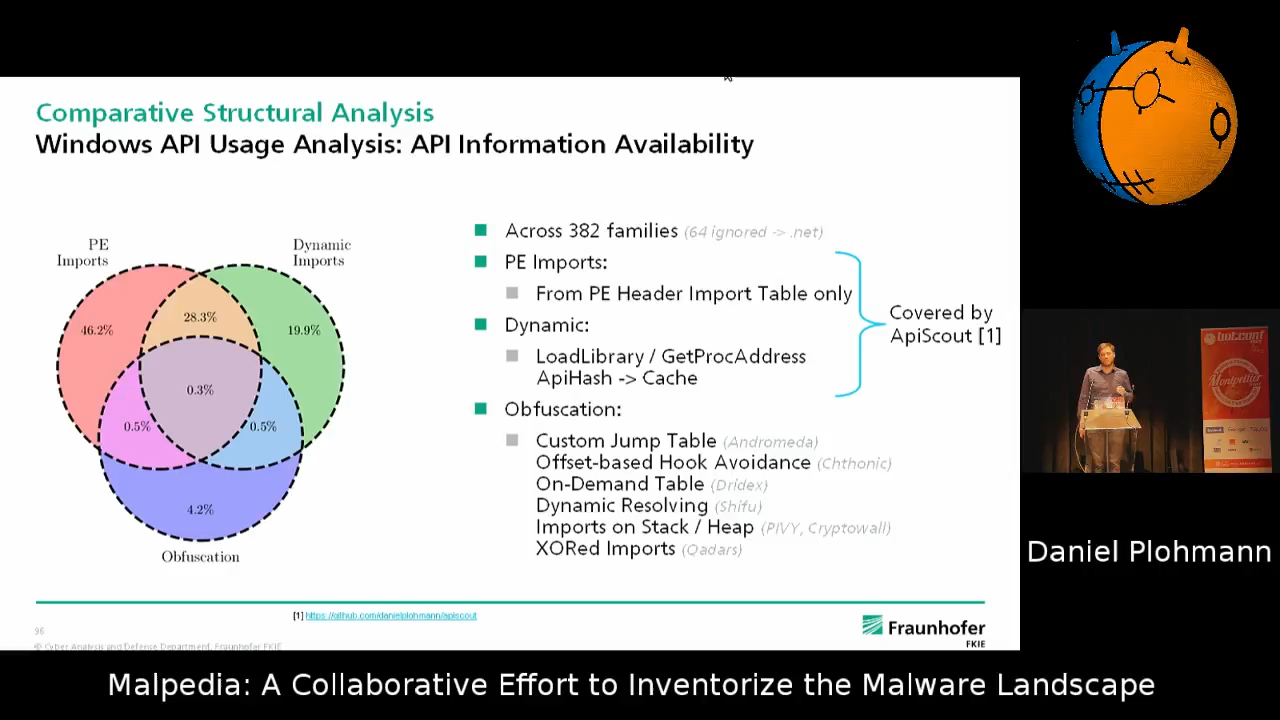 Comparative Structural Analysis
Windows API Usage Analysis: API Information Availability
PE
Imports
Dynamic
Imports
46.2%
28.3%
19.9%
0.3%
0.5%
0.5%
4.2%
Obfuscation
Across 382 families (64 ignored -> .net)
PE Imports:
From PE Header Import Table only
Dynamic:
LoadLibrary / GetProcAddress
ApiHash -> Cache
Covered by
ApiScout [1]
Obfuscation:
Custom Jump Table (Andromeda)
Offset-based Hook Avoidance (Chthonic)
On-Demand Table (Dridex)
Dynamic Resolving (Shifu)
Imports on Stack / Heap (PIVY, Cryptowall)
XORed Imports (Qadars)
[1] https://github.com/danielplohmann/apiscout
96
© Cyber Analysis and Defense Department, Fraunhofer FKIE
Fraunhofer
FKIE
botconf
Montpellier
Daniel Plohmann
Malpedia: A Collaborative Effort to Inventorize the Malware Landscape